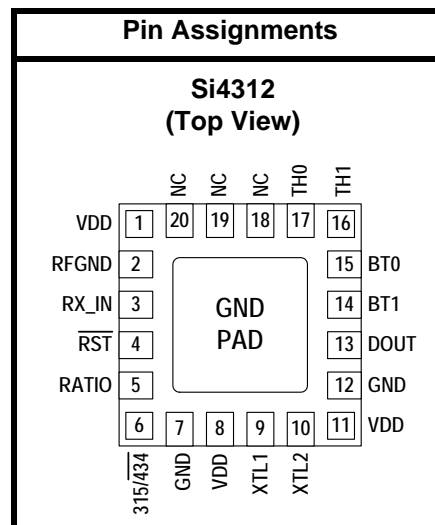 Pin Assignments
Si4312
(Top View)
NC NC NC TH0 TH1
VDD 1 20 19 18 17 16
RFGND 2 15 BT0
RX_IN 3 GND 14 BT1
RST 4 PAD 13 DOUT
RATIO 5 12 GND
6 7 8 9 10 11 VDD
315/434 GND VDD XTL1 XTL2